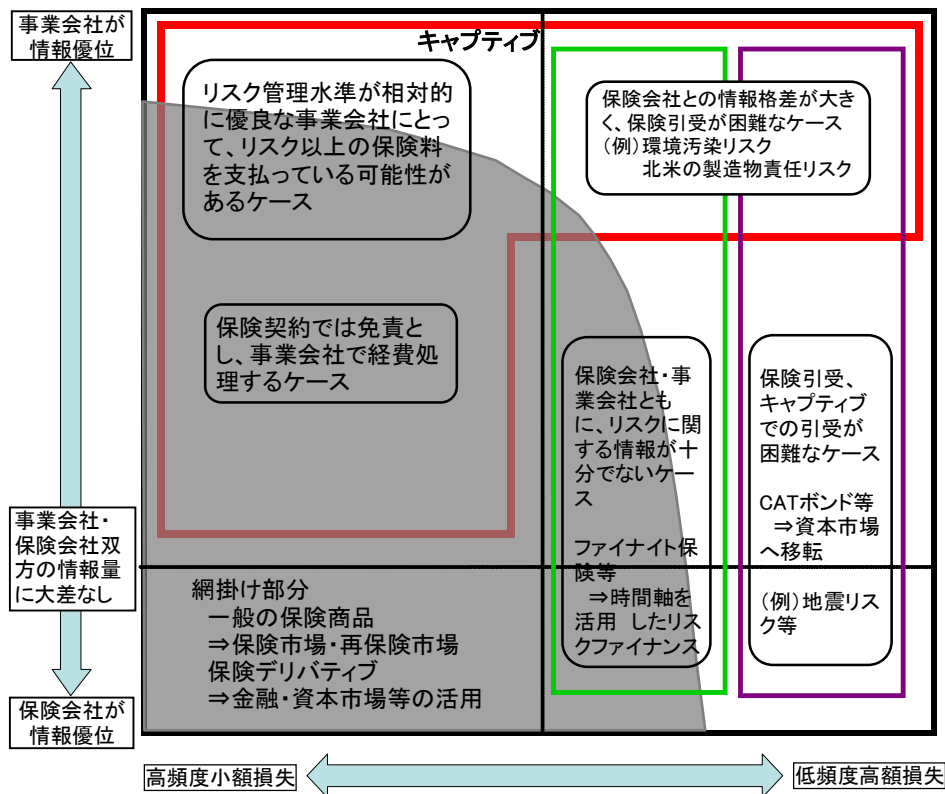 事業会社が
情報優位
キャプティブ
リスク管理水準が相対的
に優良な事業会社にとっ
て、リスク以上の保険料
を支払っている可能性が
あるケース
保険会社との情報格差が大き
く、保険引受が困難なケース
(例)環境汚染リスク
北米の製造物責任リスク
保険契約では免責と
し、事業会社で経費処
理するケース
保険会社・事
業会社ともに、リスクに関
する情報が十
分でないケー
ス
ファイナイト保
険等
⇒時間軸を
活用 したリス
クファイナンス
保険引受、
キャプティブ
での引受が
困難なケース
CATボンド等
⇒資本市場
へ移転
(例)地震リス
ク等
事業会社・
保険会社双
方の情報量
に大差なし
網掛け部分
一般の保険商品
⇒保険市場・再保険市場
保険デリバティブ
⇒金融・資本市場等の活用
保険会社が
情報優位
高頻度小額損失
低頻度高額損失